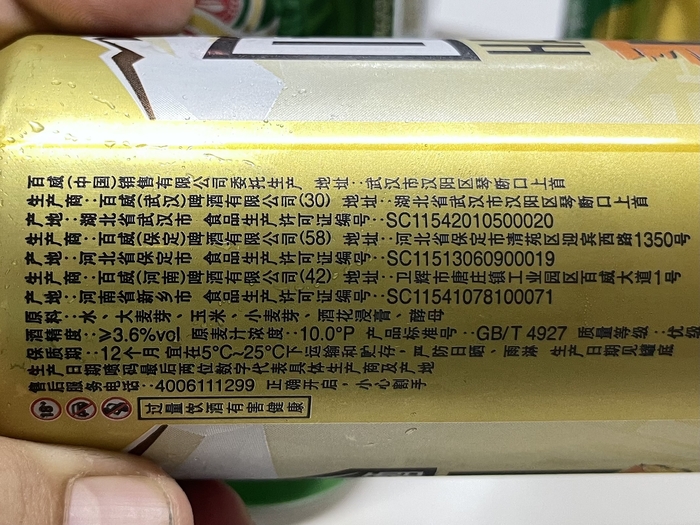 百威(中国)销售有限公司委托生产 地址：武汉市汉阳区琴断口上首
生产商：百威(武汉)啤酒有限公司(30) 地址：湖北省武汉市汉阳区琴断口上首
产地：湖北省武汉市 食品生产许可证编号：SC11542010500020
生产商：百威(保定)啤酒有限公司(58) 地址：河北省保定市清苑区迎宾西路1350号
产地：河北省保定市 食品生产许可证编号：SC11513060900019
生产商：百威(河南)啤酒有限公司(42) 地址：卫辉市唐庄镇工业园区百威大道1号
产地：河南省新乡市 食品生产许可证编号：SC11541078100071
原料：水、大麦芽、玉米、小麦芽、酒花浸膏、酵母
酒精度：≥3.6%vol 原麦汁浓度：10.0°P 产品标准号：GB/T 4927 质量等级：优级
保质期：12个月 宜在5°C~25°C下运输和贮存，严防日晒、雨淋 生产日期见罐底
生产日期喷码最后两位数字代表具体生产商及产地
售后服务电话：4006111299 正确开启，小心割手
18+
过量饮酒有害健康